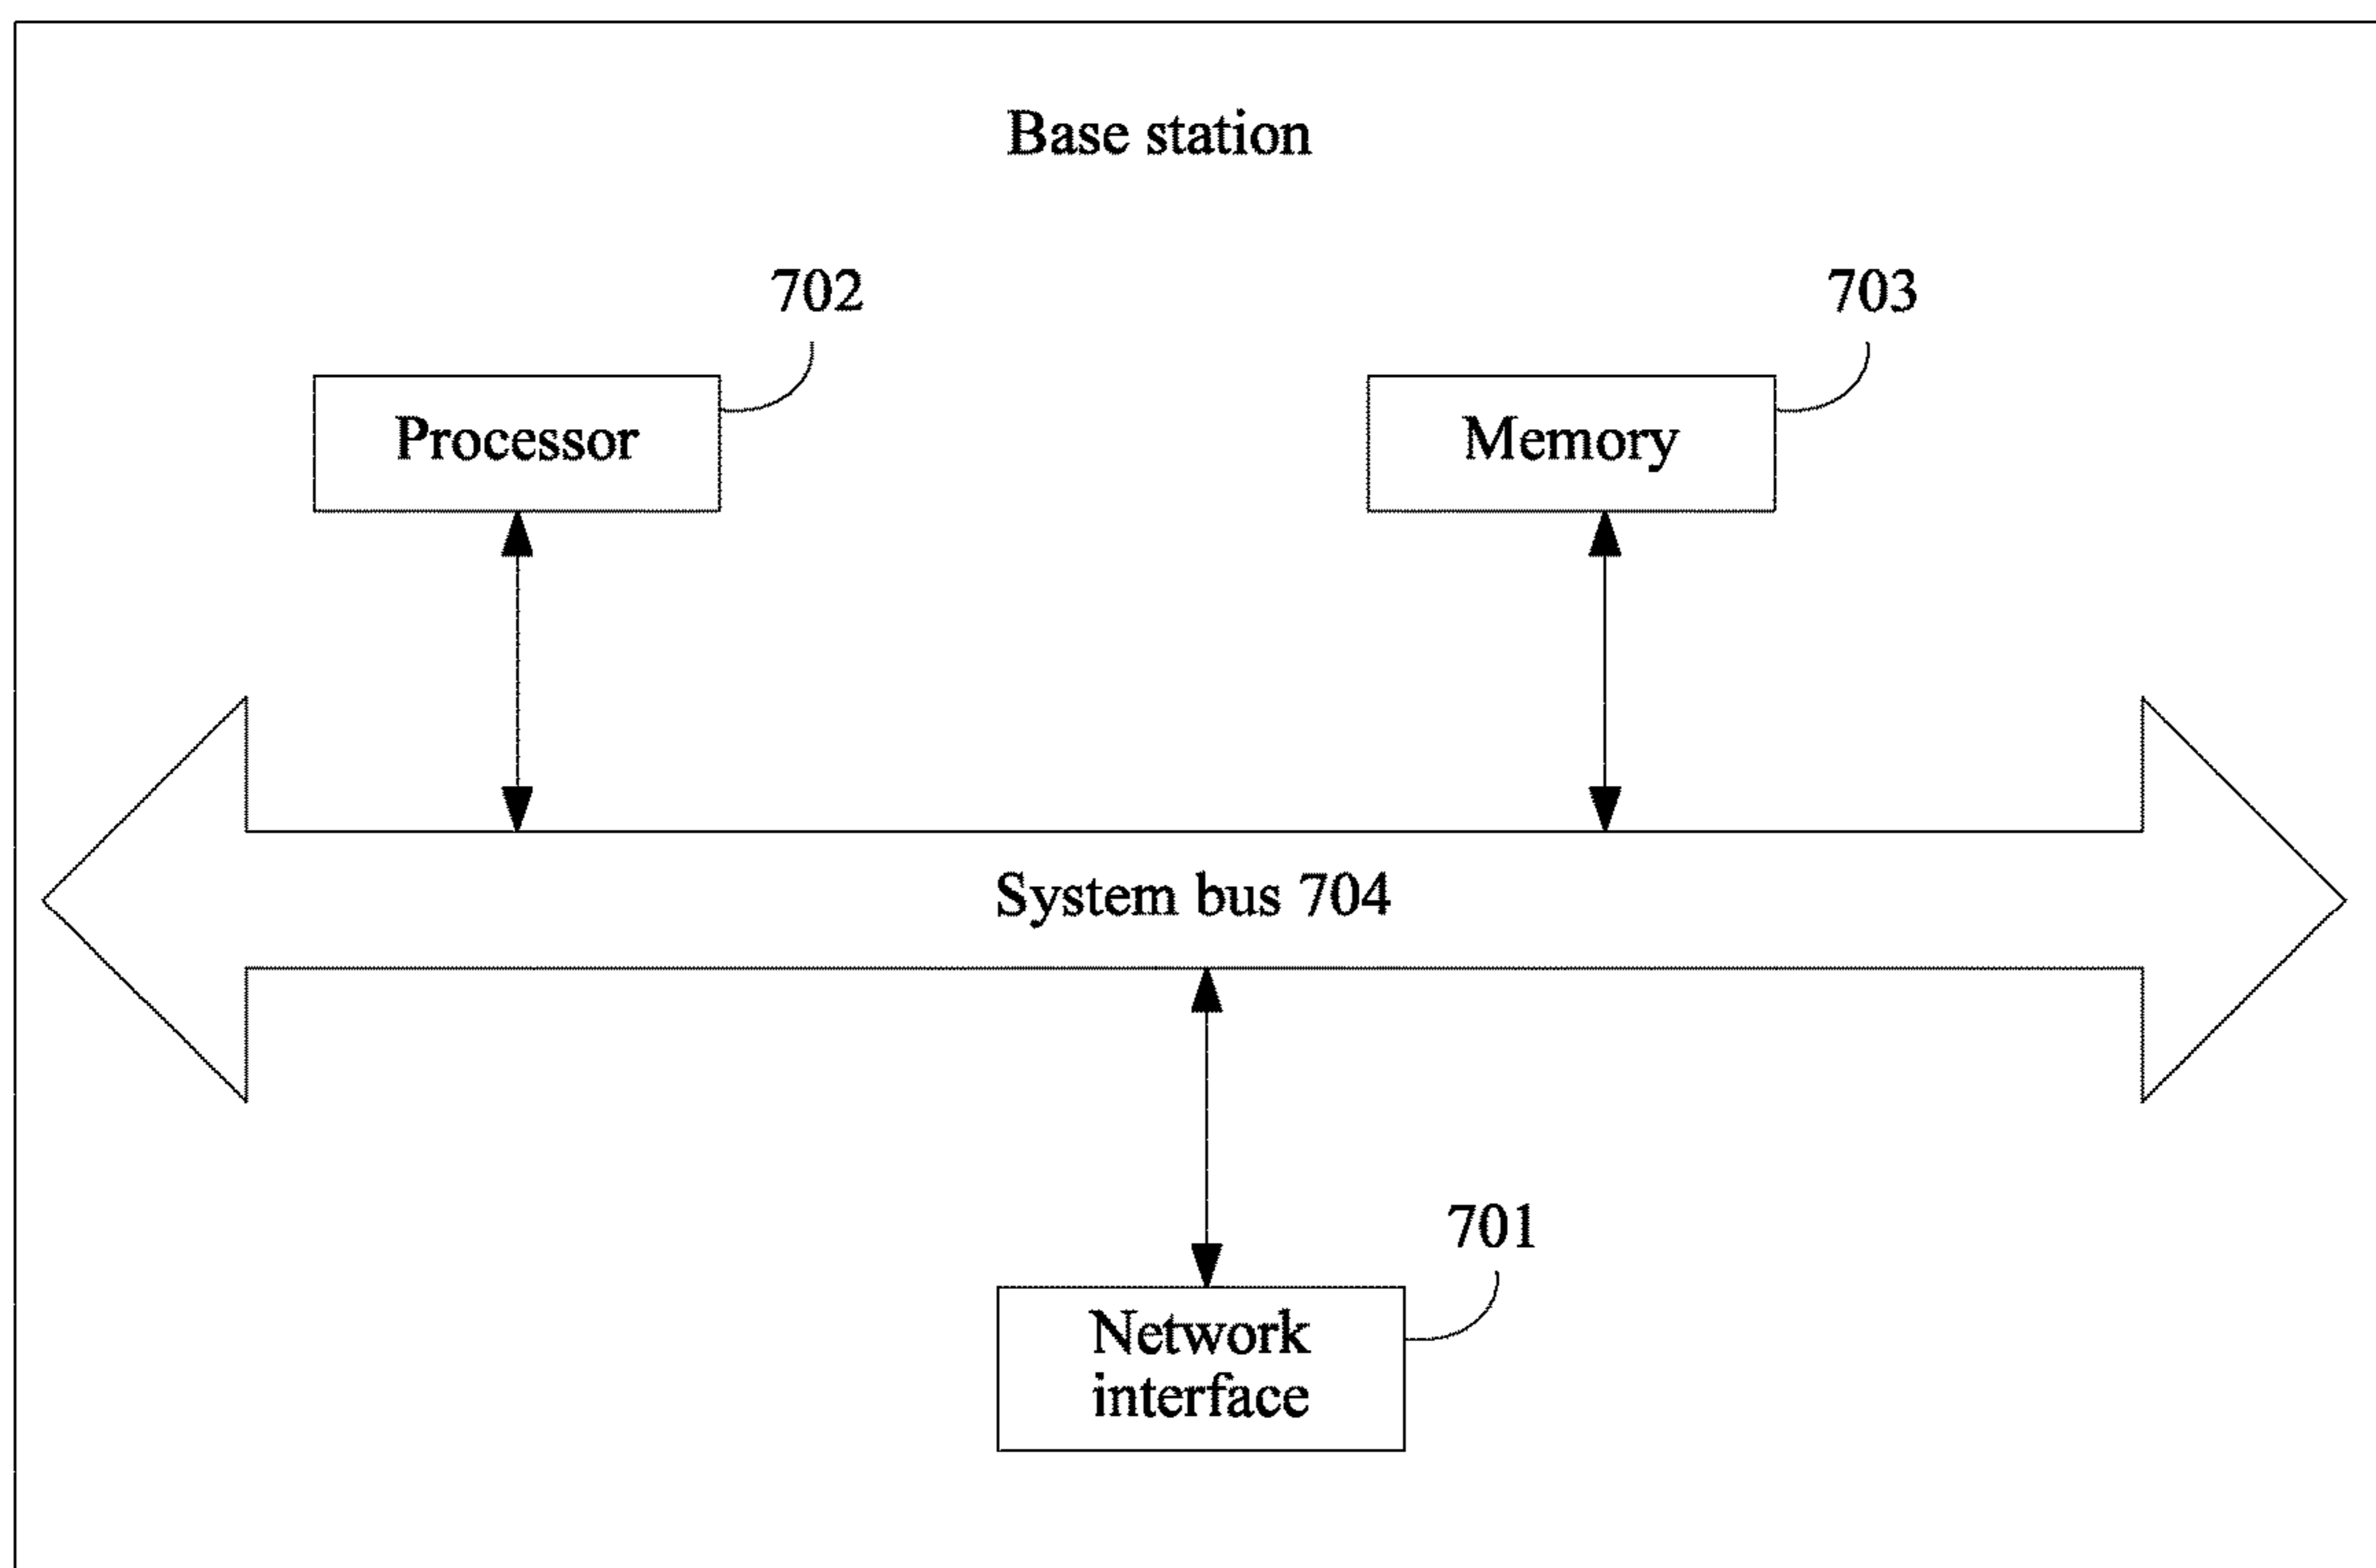 Base station
702
703
Processor
Memory
System bus 704
701
Network
interface